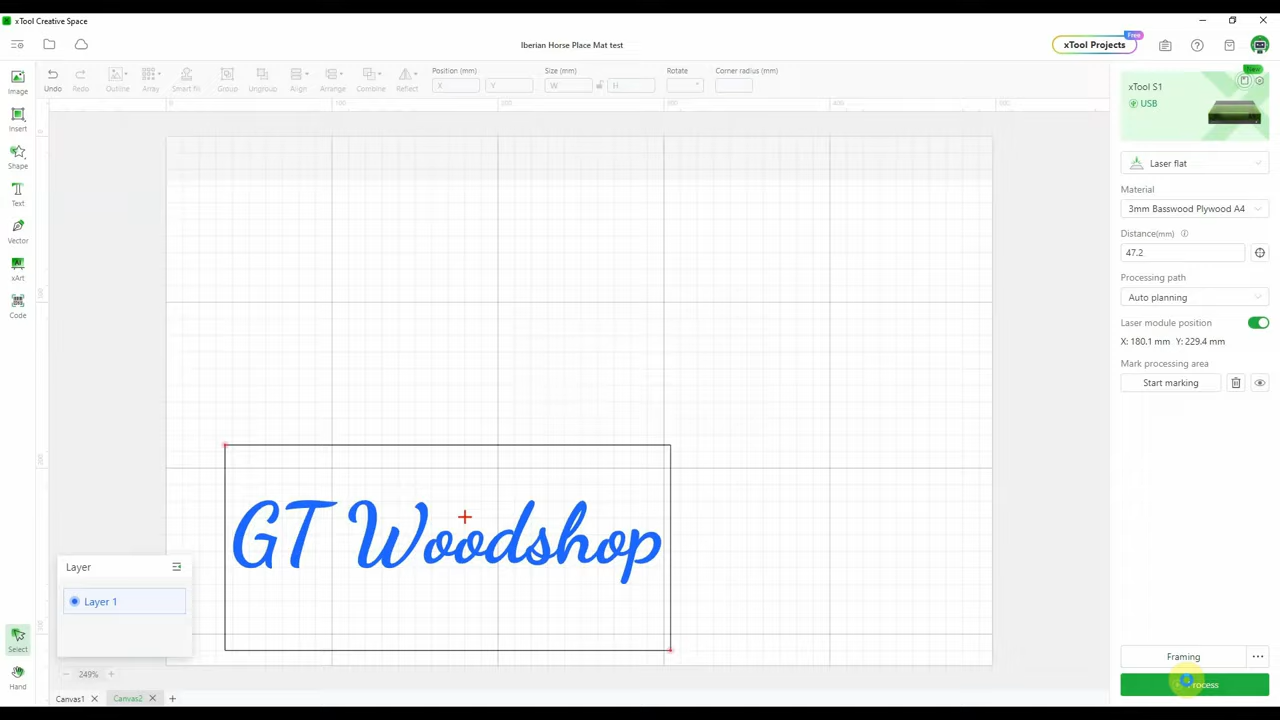 xTool Creative Space
Iberian Horse Place Mat test
xTool Projects
Free
Undo
Redo
Outline
Array
Smart fill
Group
Ungroup
Align
Arrange
Combine
Reflect
Position (mm)
X
Y
Size (mm)
W
H
Rotate
Corner radius (mm)
Image
Insert
Shape
Text
Vector
xArt
Code
Select
Hand
GT Woodshop
Layer
Layer 1
249%
Canvas1
Canvas2
New
xTool S1
USB
Laser flat
Material
3mm Basswood Plywood A4
Distance(mm)
47.2
Processing path
Auto planning
Laser module position
X: 180.1 mm Y: 229.4 mm
Mark processing area
Start marking
Framing